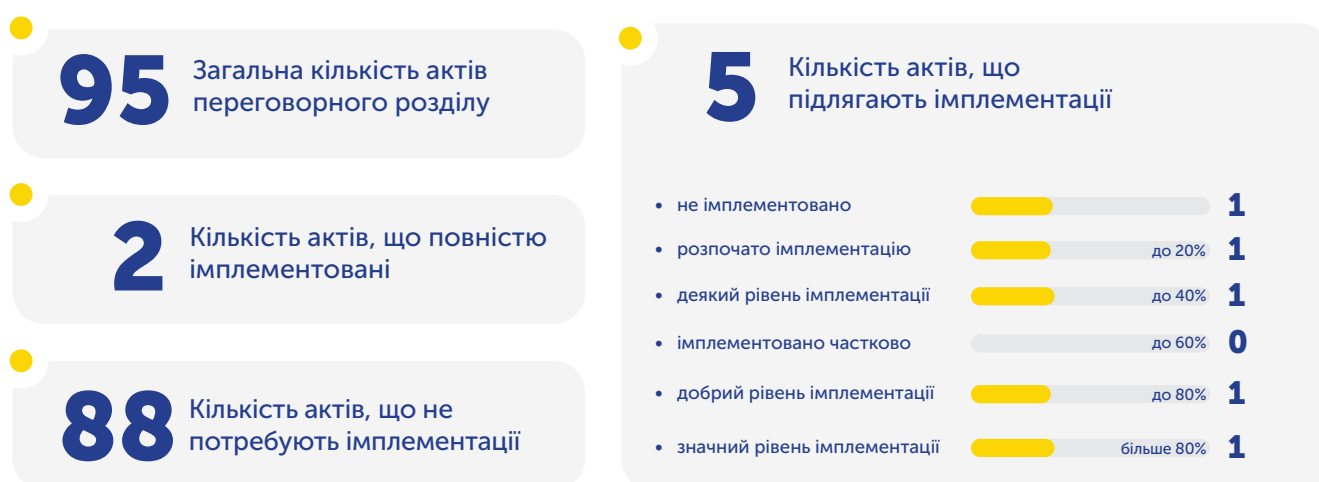 95
Загальна кількість актів
переговорного розділу
2
Кількість актів, що повністю
імплементовані
88
Кількість актів, що не
потребують імплементації
5
Кількість актів, що
підлягають імплементації
• не імплементовано 1
• розпочато імплементацію до 20% 1
• деякий рівень імплементації до 40% 1
• імплементовано частково до 60% 0
• добрий рівень імплементації до 80% 1
• значний рівень імплементації більше 80% 1